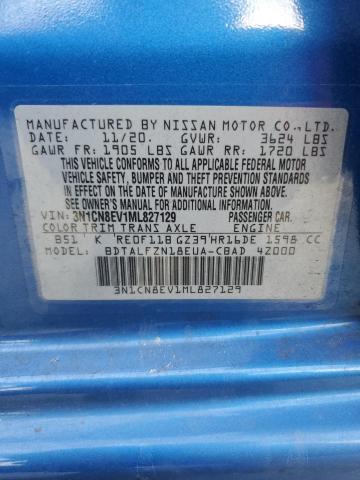 MANUFACTURED BY NISSAN MOTOR CO.,LTD.
DATE: 11/20. GVWR: 3624 LBS
GAWR FR: 1905 LBS GAWR RR: 1720 LBS
THIS VEHICLE CONFORMS TO ALL APPLICABLE FEDERAL MOTOR
VEHICLE SAFETY, BUMPER AND THEFT PREVENTION STANDARDS
IN EFFECT ON THE DATE OF MANUFACTURE SHOWN ABOVE.
SEE OWNER'S MANUAL FOR ADDITIONAL INFORMATION.
VIN: 3N1CN8EV1ML827129 PASSENGER CAR.
COLOR TRIM TRANS AXLE ENGINE
B51 K RE0F11B GZ39 HR16DE 1598 CC
MODEL: BDTALFZN18EUA-CBAD 42000
3N1CN8EV1ML827129